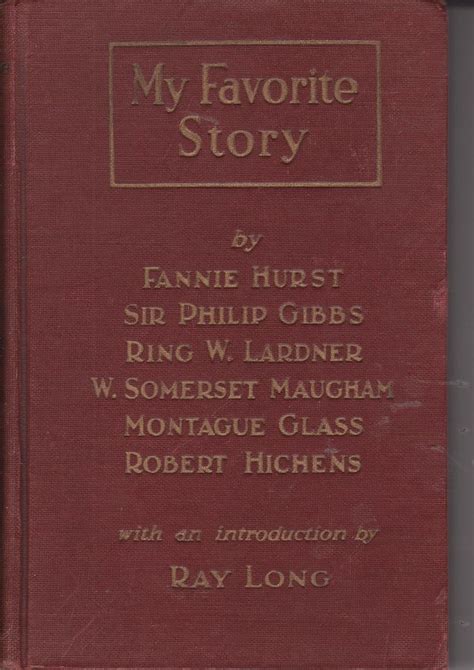 My Favorite
Story
by
FANNIE HURST
SIR PHILIP GIBBS
RING W. LARDNER
W. SOMERSET MAUGHAM
MONTAGUE GLASS
ROBERT HICHENS
with an introduction by
RAY LONG